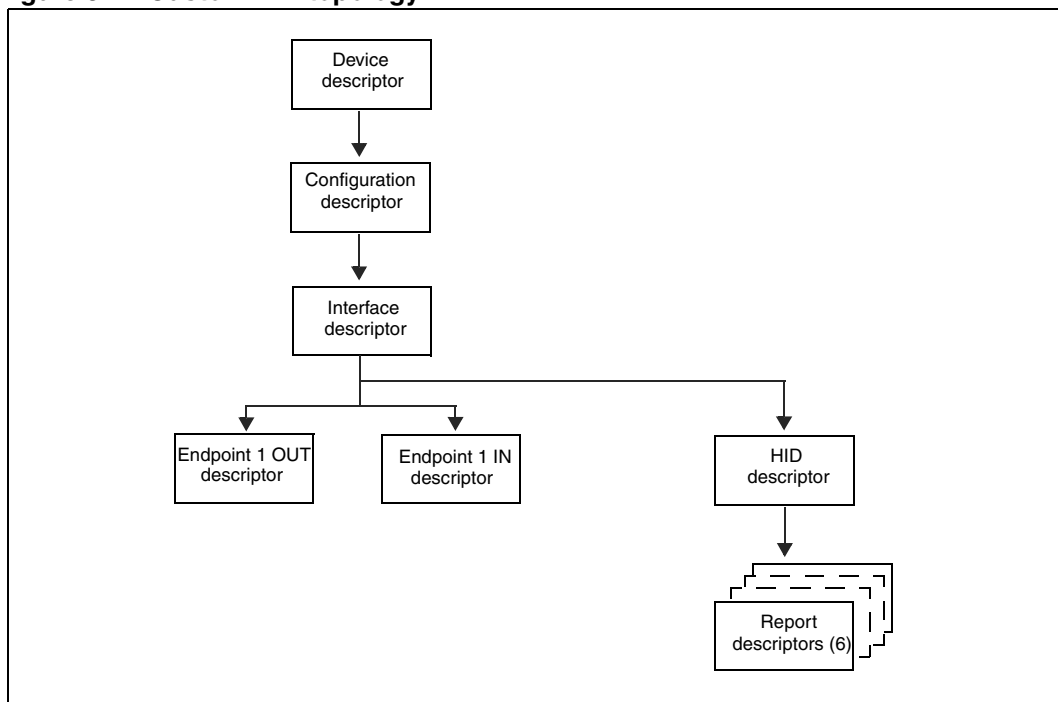 Device
descriptor
Configuration
descriptor
Interface
descriptor
Endpoint 1 OUT
descriptor
Endpoint 1 IN
descriptor
HID
descriptor
Report
descriptors (6)